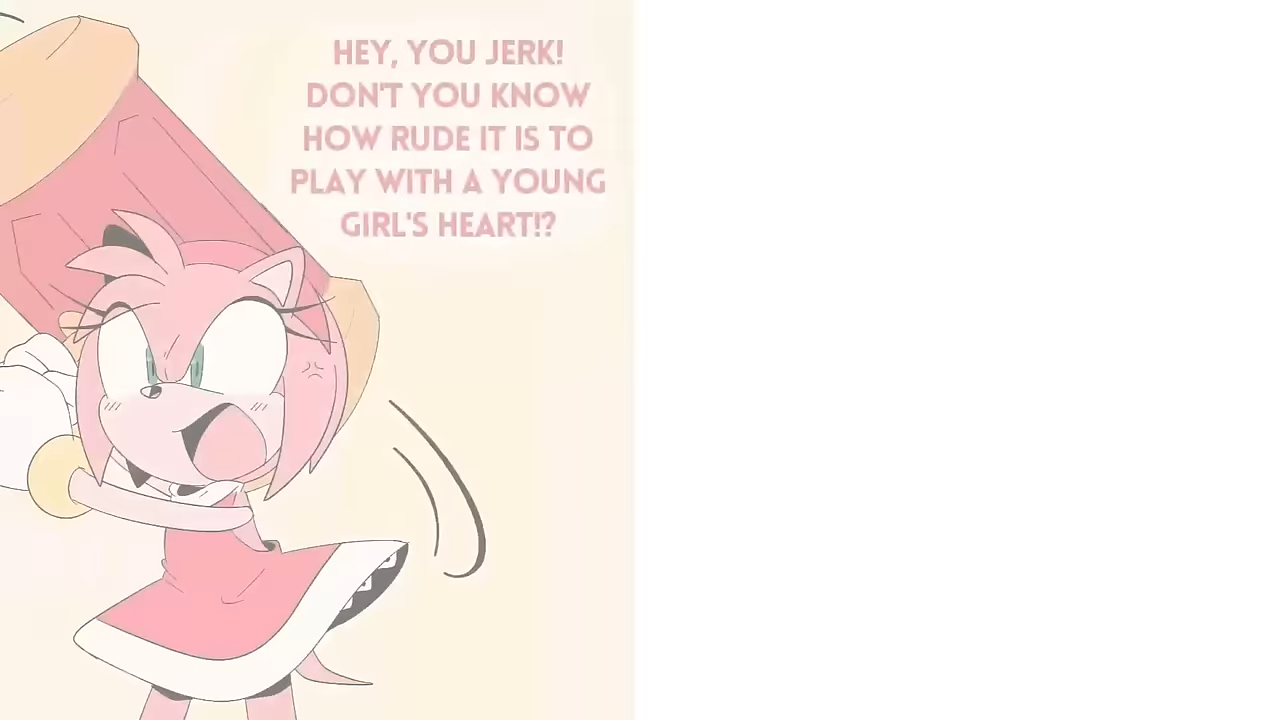 HEY, YOU JERK!
DON'T YOU KNOW
HOW RUDE IT IS TO
PLAY WITH A YOUNG
GIRL'S HEART!?